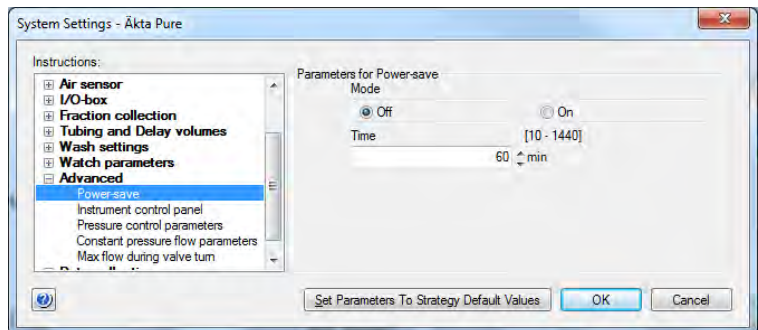 System Settings - Äkta Pure
Instructions:
Air sensor
I/O-box
Fraction collection
Tubing and Delay volumes
Wash settings
Watch parameters
Advanced
Power-save
Instrument control panel
Pressure control parameters
Constant pressure flow parameters
Max flow during valve turn
Parameters for Power-save
Mode
Off On
Time [10 - 1440]
60 min
Set Parameters To Strategy Default Values OK Cancel